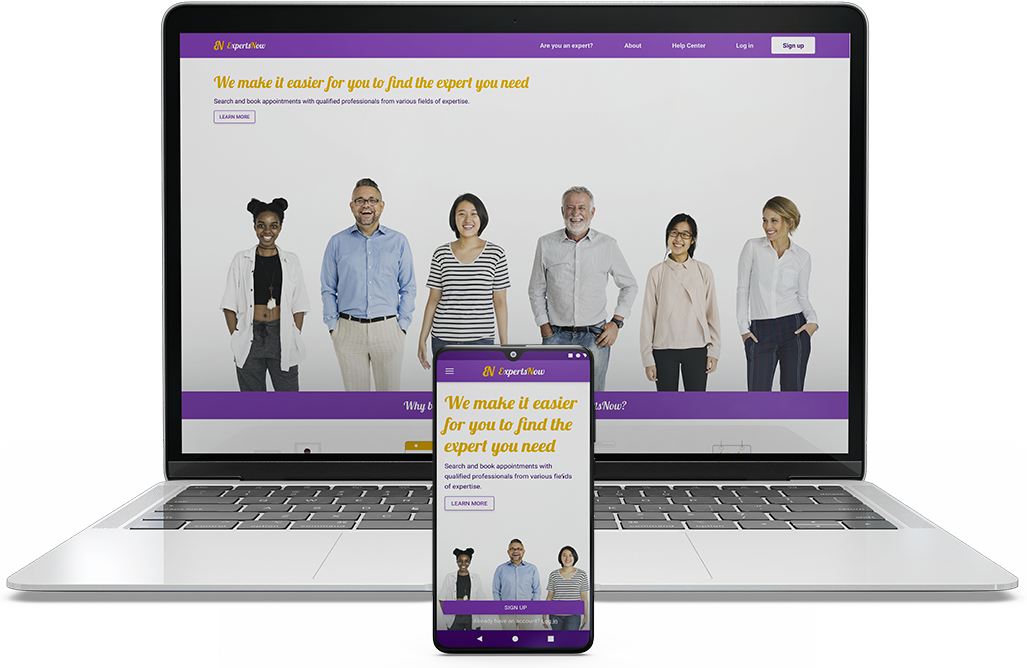 EN ExpertsNow
Are you an expert? About Help Center Log in Sign up
We make it easier for you to find the expert you need
Search and book appointments with qualified professionals from various fields of expertise.
LEARN MORE
Why b
tsNow?
EN ExpertsNow
We make it easier
for you to find the
expert you need
Search and book appointments with
qualified professionals from various fields
of expertise.
LEARN MORE
SIGN UP
Already have an account? Log in